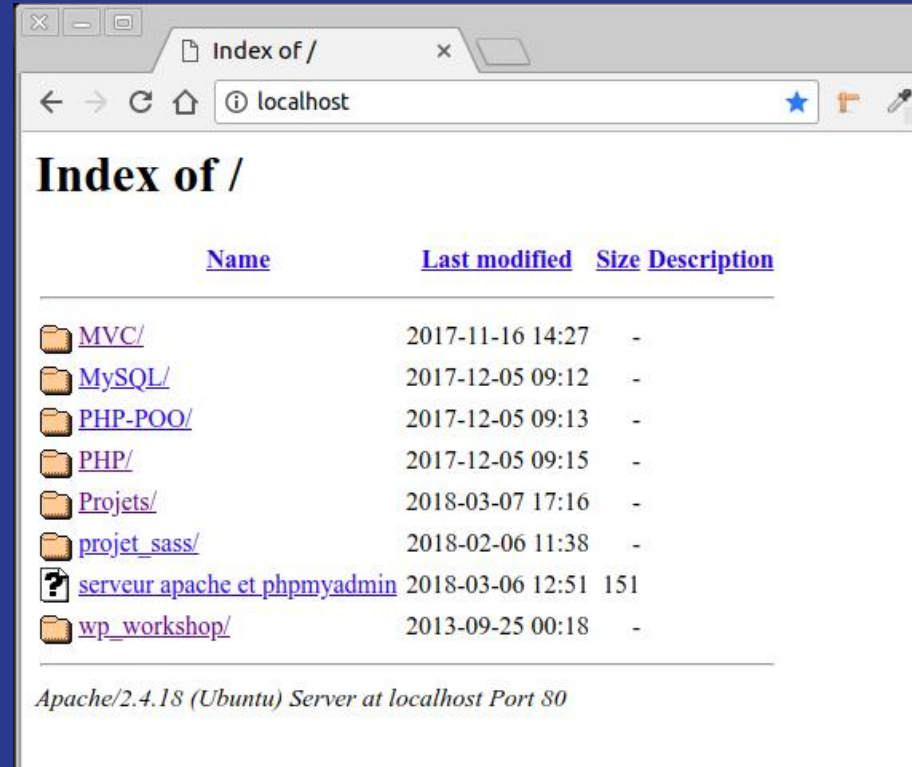 Index of /
localhost
Index of /
Name Last modified Size Description
MVC/ 2017-11-16 14:27 -
MySQL/ 2017-12-05 09:12 -
PHP-POO/ 2017-12-05 09:13 -
PHP/ 2017-12-05 09:15 -
Projets/ 2018-03-07 17:16 -
projet_sass/ 2018-02-06 11:38 -
serveur apache et phpmyadmin 2018-03-06 12:51 151
wp_workshop/ 2013-09-25 00:18 -
Apache/2.4.18 (Ubuntu) Server at localhost Port 80